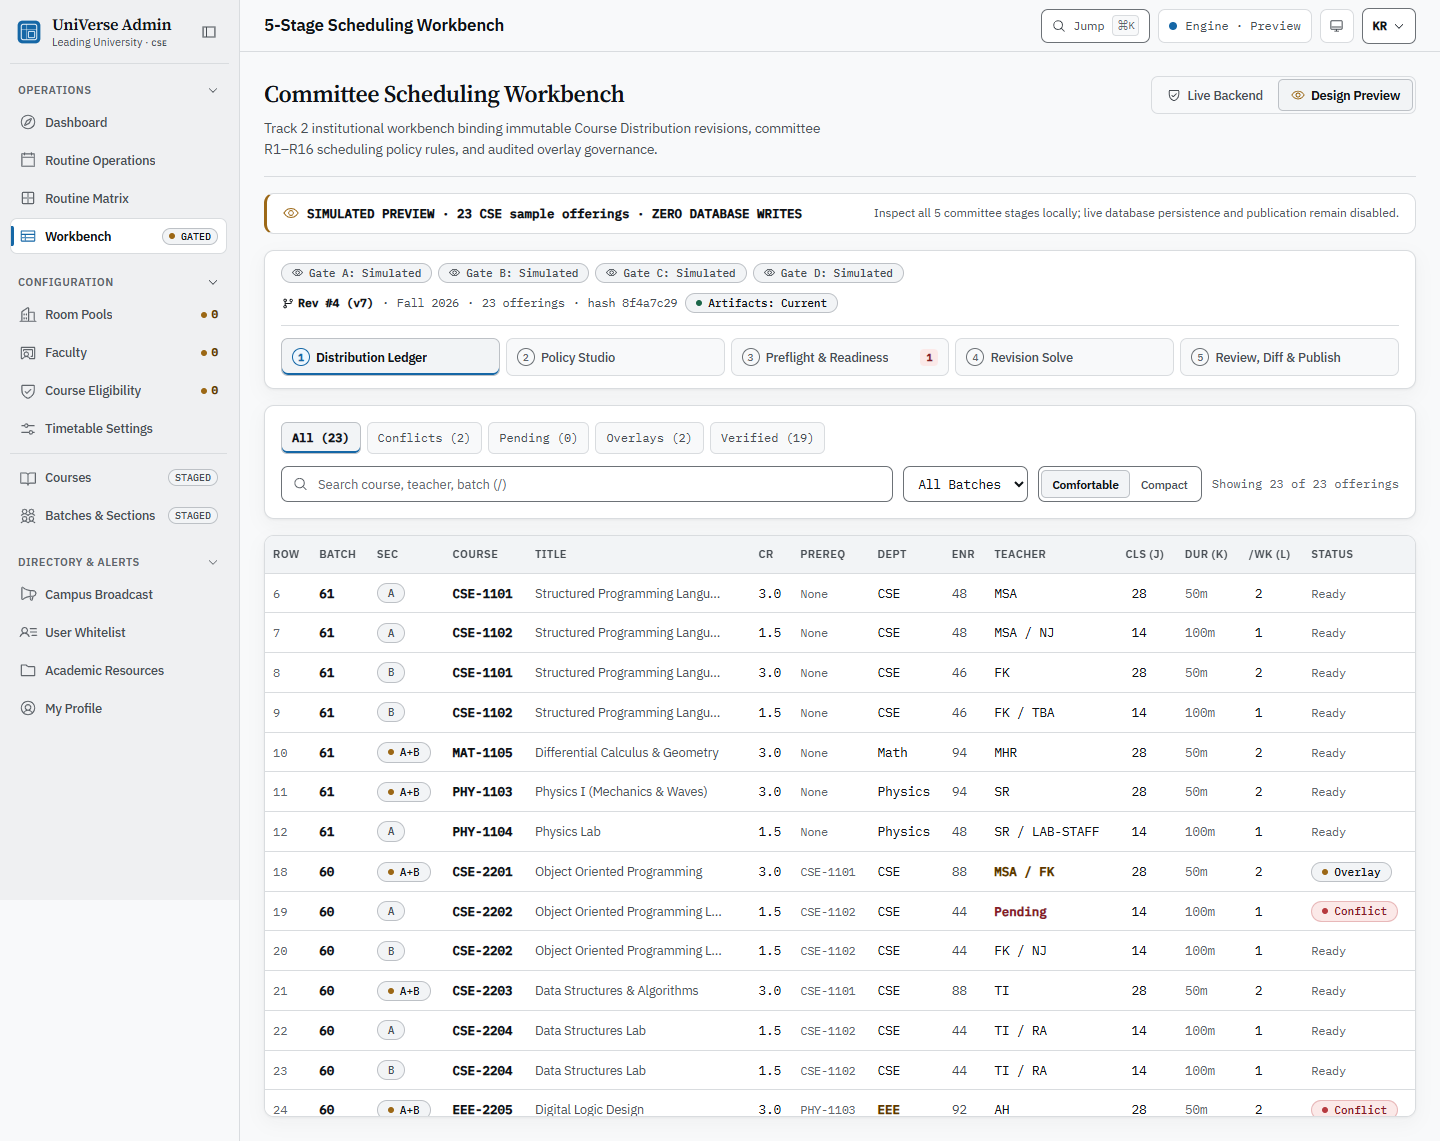 UniVerse Admin
Leading University · CSE
OPERATIONS
Dashboard
Routine Operations
Routine Matrix
Workbench GATED
CONFIGURATION
Room Pools 0
Faculty 0
Course Eligibility 0
Timetable Settings
Courses STAGED
Batches & Sections STAGED
DIRECTORY & ALERTS
Campus Broadcast
User Whitelist
Academic Resources
My Profile
5-Stage Scheduling Workbench
Jump ⌘K Engine · Preview KR
Committee Scheduling Workbench
Track 2 institutional workbench binding immutable Course Distribution revisions, committee
R1–R16 scheduling policy rules, and audited overlay governance.
Live Backend Design Preview
SIMULATED PREVIEW · 23 CSE sample offerings · ZERO DATABASE WRITES
Inspect all 5 committee stages locally; live database persistence and publication remain disabled.
Gate A: Simulated Gate B: Simulated Gate C: Simulated Gate D: Simulated
Rev #4 (v7) · Fall 2026 · 23 offerings · hash 8f4a7c29 Artifacts: Current
1 Distribution Ledger 2 Policy Studio 3 Preflight & Readiness 1 4 Revision Solve 5 Review, Diff & Publish
All (23) Conflicts (2) Pending (0) Overlays (2) Verified (19)
Search course, teacher, batch (/) All Batches Comfortable Compact Showing 23 of 23 offerings
ROW BATCH SEC COURSE TITLE CR PREREQ DEPT ENR TEACHER CLS (J) DUR (K) /WK (L) STATUS
6 61 A CSE-1101 Structured Programming Langu... 3.0 None CSE 48 MSA 28 50m 2 Ready
7 61 A CSE-1102 Structured Programming Langu... 1.5 None CSE 48 MSA / NJ 14 100m 1 Ready
8 61 B CSE-1101 Structured Programming Langu... 3.0 None CSE 46 FK 28 50m 2 Ready
9 61 B CSE-1102 Structured Programming Langu... 1.5 None CSE 46 FK / TBA 14 100m 1 Ready
10 61 A+B MAT-1105 Differential Calculus & Geometry 3.0 None Math 94 MHR 28 50m 2 Ready
11 61 A+B PHY-1103 Physics I (Mechanics & Waves) 3.0 None Physics 94 SR 28 50m 2 Ready
12 61 A PHY-1104 Physics Lab 1.5 None Physics 48 SR / LAB-STAFF 14 100m 1 Ready
18 60 A+B CSE-2201 Object Oriented Programming 3.0 CSE-1101 CSE 88 MSA / FK 28 50m 2 Overlay
19 60 A CSE-2202 Object Oriented Programming L... 1.5 CSE-1102 CSE 44 Pending 14 100m 1 Conflict
20 60 B CSE-2202 Object Oriented Programming L... 1.5 CSE-1102 CSE 44 FK / NJ 14 100m 1 Ready
21 60 A+B CSE-2203 Data Structures & Algorithms 3.0 CSE-1101 CSE 88 TI 28 50m 2 Ready
22 60 A CSE-2204 Data Structures Lab 1.5 CSE-1102 CSE 44 TI / RA 14 100m 1 Ready
23 60 B CSE-2204 Data Structures Lab 1.5 CSE-1102 CSE 44 TI / RA 14 100m 1 Ready
24 60 A+B EEE-2205 Digital Logic Design 3.0 PHY-1103 EEE 92 AH 28 50m 2 Conflict